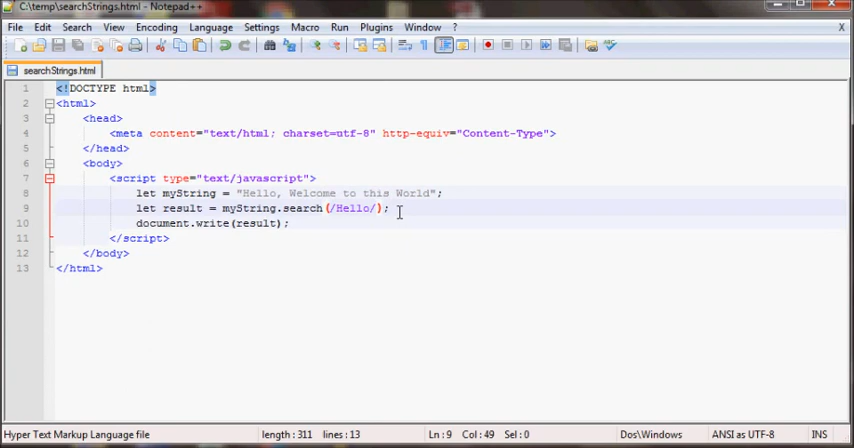 C:\temp\searchStrings.html - Notepad++
File Edit Search View Encoding Language Settings Macro Run Plugins Window ? X
searchStrings.html
1 <!DOCTYPE html>
2 <html>
3 <head>
4 <meta content="text/html; charset=utf-8" http-equiv="Content-Type">
5 </head>
6 <body>
7 <script type="text/javascript">
8 let myString = "Hello, Welcome to this World";
9 let result = myString.search(/Hello/);
10 document.write(result);
11 </script>
12 </body>
13 </html>
Hyper Text Markup Language file length : 311 lines : 13 Ln : 9 Col : 49 Sel : 0 Dos\Windows ANSI as UTF-8 INS